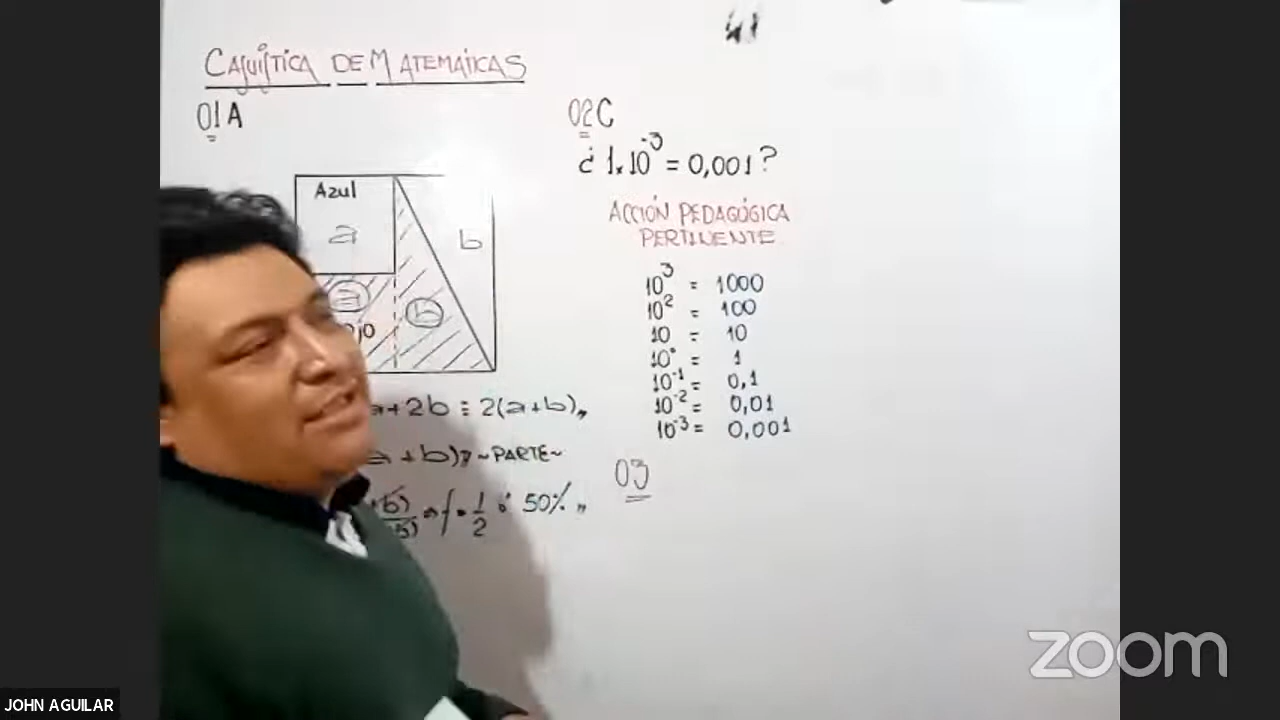 CASUÍSTICA DE MATEMÁTICAS
01A
Azul
a
b
a
b
a+2b = 2(a+b)
a + b) ~PARTE~
1/2 ó 50%
02C
¿ 1x10⁻³ = 0,001?
ACCIÓN PEDAGÓGICA
PERTINENTE
10³ = 1000
10² = 100
10 = 10
10° = 1
10⁻¹ = 0,1
10⁻² = 0,01
10⁻³ = 0,001
03
JOHN AGUILAR
zoom